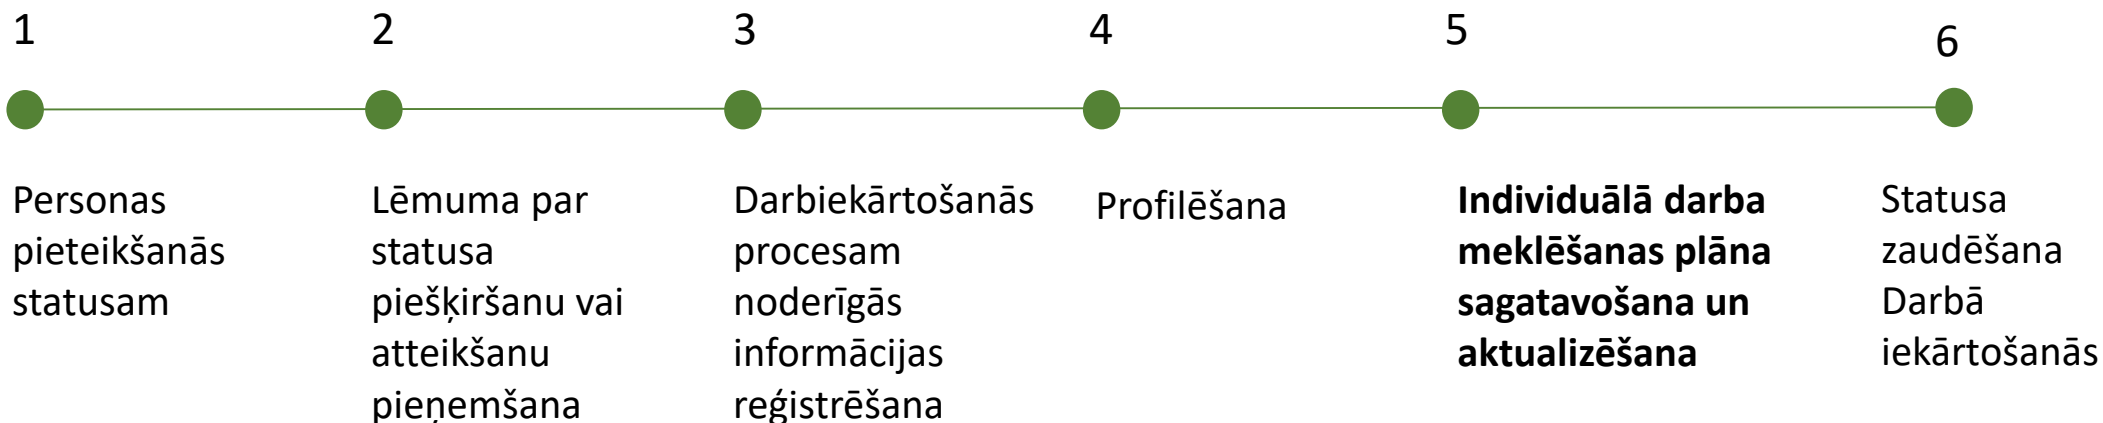 1
Personas
pieteikšanās
statusam
2
Lēmuma par
statusa
piešķiršanu vai
atteikšanu
pieņemšana
3
Darbiekārtošanās
procesam
noderīgās
informācijas
reģistrēšana
4
Profilēšana
5
Individuālā darba
meklēšanas plāna
sagatavošana un
aktualizēšana
6
Statusa
zaudēšana
Darbā
iekārtošanās